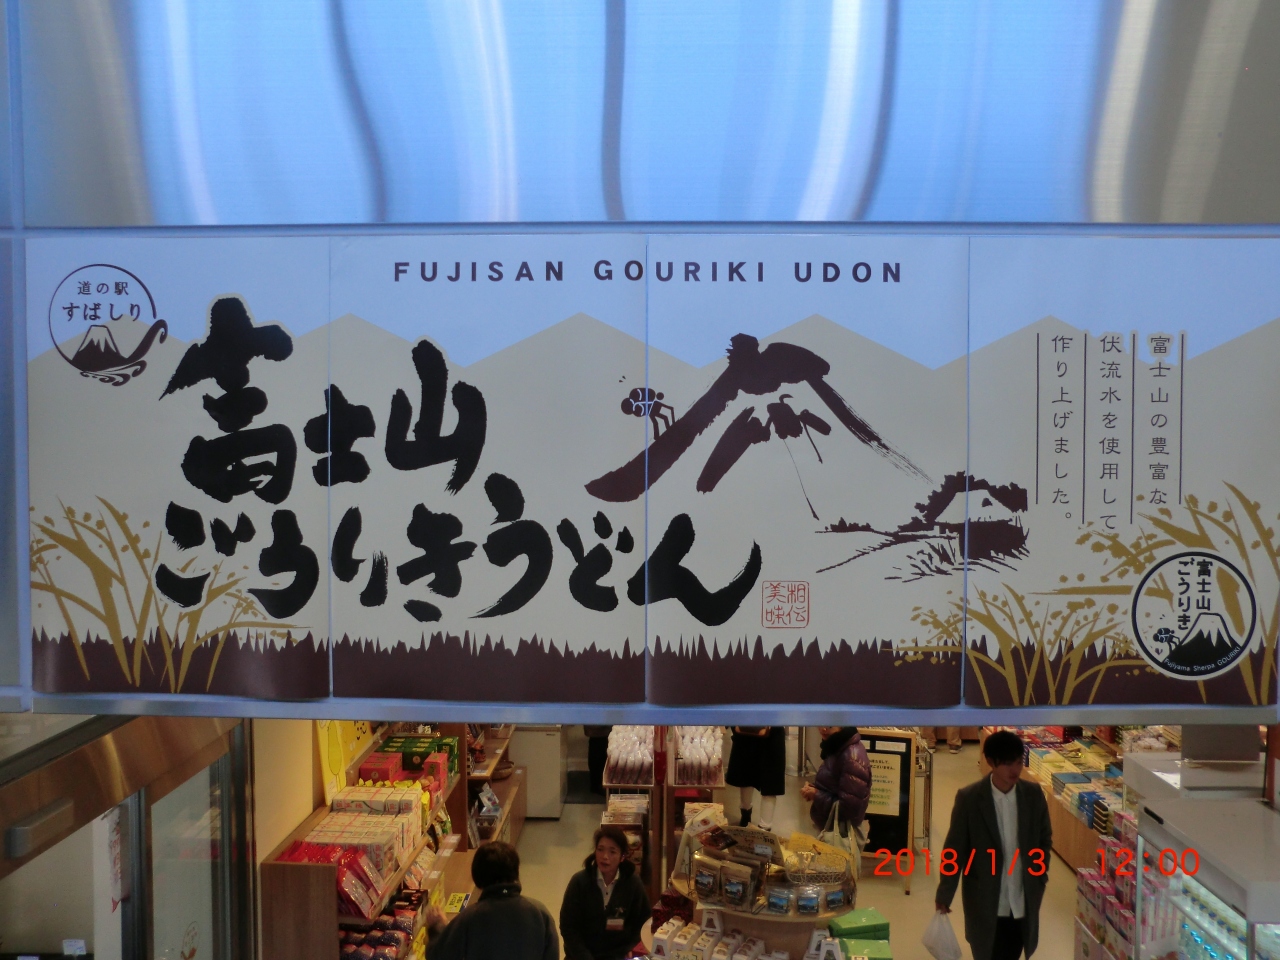 FUJISAN GOURIKI UDON
道の駅
すばしり
富士山
ごうりきうどん
相伝
美味
富士山の豊富な
伏流水を使用して
作り上げました。
富士山
ごうりき
Fujiyama Sherpa GOURIKI
2018/1/3 12:00